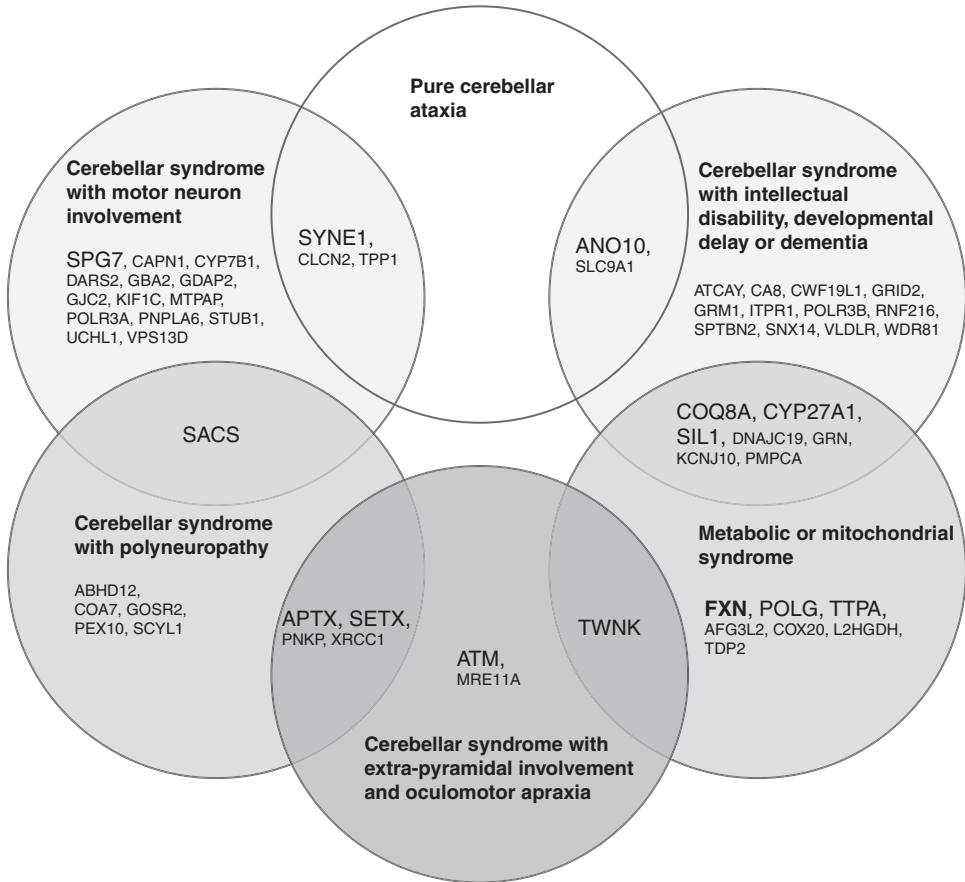 Pure cerebellar
ataxia
Cerebellar syndrome
with motor neuron
involvement
SPG7, CAPN1, CYP7B1,
DARS2, GBA2, GDAP2,
GJC2, KIF1C, MTPAP,
POLR3A, PNPLA6, STUB1,
UCHL1, VPS13D
SYNE1,
CLCN2, TPP1
ANO10,
SLC9A1
Cerebellar syndrome
with intellectual
disability, developmental
delay or dementia
ATCAY, CA8, CWF19L1, GRID2,
GRM1, ITPR1, POLR3B, RNF216,
SPTBN2, SNX14, VLDLR, WDR81
SACS
COQ8A, CYP27A1,
SIL1, DNAJC19, GRN,
KCNJ10, PMPCA
Cerebellar syndrome
with polyneuropathy
ABHD12,
COA7, GOSR2,
PEX10, SCYL1
APTX, SETX,
PNKP, XRCC1
ATM,
MRE11A
TWNK
Metabolic or mitochondrial
syndrome
FXN, POLG, TTPA,
AFG3L2, COX20, L2HGDH,
TDP2
Cerebellar syndrome with
extra-pyramidal involvement
and oculomotor apraxia